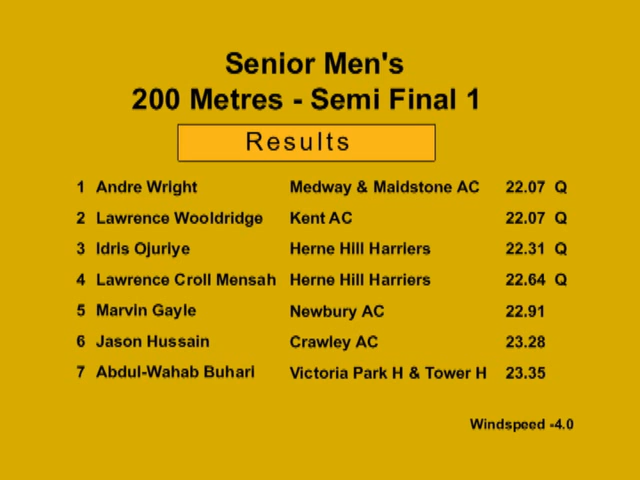 Senior Men's
200 Metres - Semi Final 1
Results
1 Andre Wright Medway & Maidstone AC 22.07 Q
2 Lawrence Wooldridge Kent AC 22.07 Q
3 Idris Ojuriye Herne Hill Harriers 22.31 Q
4 Lawrence Croll Mensah Herne Hill Harriers 22.64 Q
5 Marvin Gayle Newbury AC 22.91
6 Jason Hussain Crawley AC 23.28
7 Abdul-Wahab Buhari Victoria Park H & Tower H 23.35
Windspeed -4.0